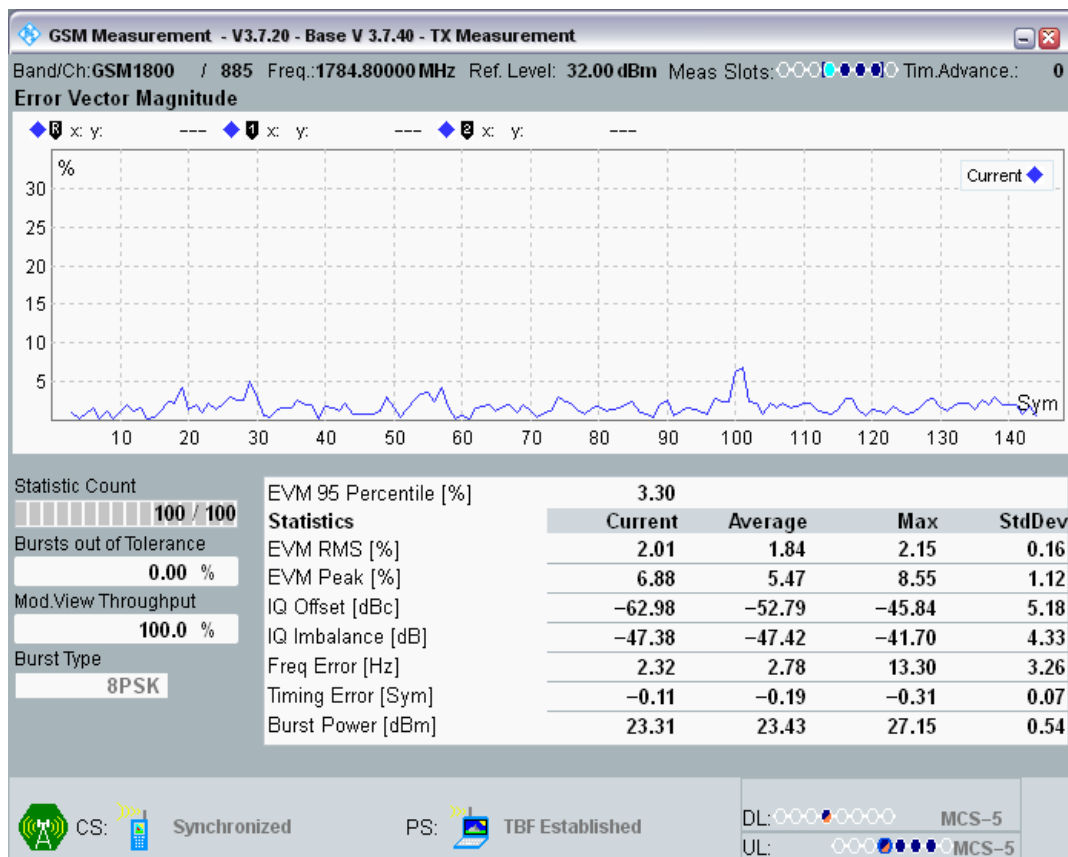 GSM Measurement - V3.7.20 - Base V 3.7.40 - TX Measurement
Band/Ch:GSM1800 / 885 Freq.:1784.80000 MHz Ref. Level: 32.00 dBm Meas Slots: Tim.Advance.: 0
Error Vector Magnitude
R x: y: --- 1 x: y: --- 2 x: y: ---
%
Current
30
25
20
15
10
5
Sym
10 20 30 40 50 60 70 80 90 100 110 120 130 140
Statistic Count
100 / 100
Bursts out of Tolerance
0.00 %
Mod.View Throughput
100.0 %
Burst Type
8PSK
EVM 95 Percentile [%] 3.30
Statistics Current Average Max StdDev
EVM RMS [%] 2.01 1.84 2.15 0.16
EVM Peak [%] 6.88 5.47 8.55 1.12
IQ Offset [dBc] −62.98 −52.79 −45.84 5.18
IQ Imbalance [dB] −47.38 −47.42 −41.70 4.33
Freq Error [Hz] 2.32 2.78 13.30 3.26
Timing Error [Sym] −0.11 −0.19 −0.31 0.07
Burst Power [dBm] 23.31 23.43 27.15 0.54
CS: Synchronized PS: TBF Established
DL: MCS−5
UL: MCS−5